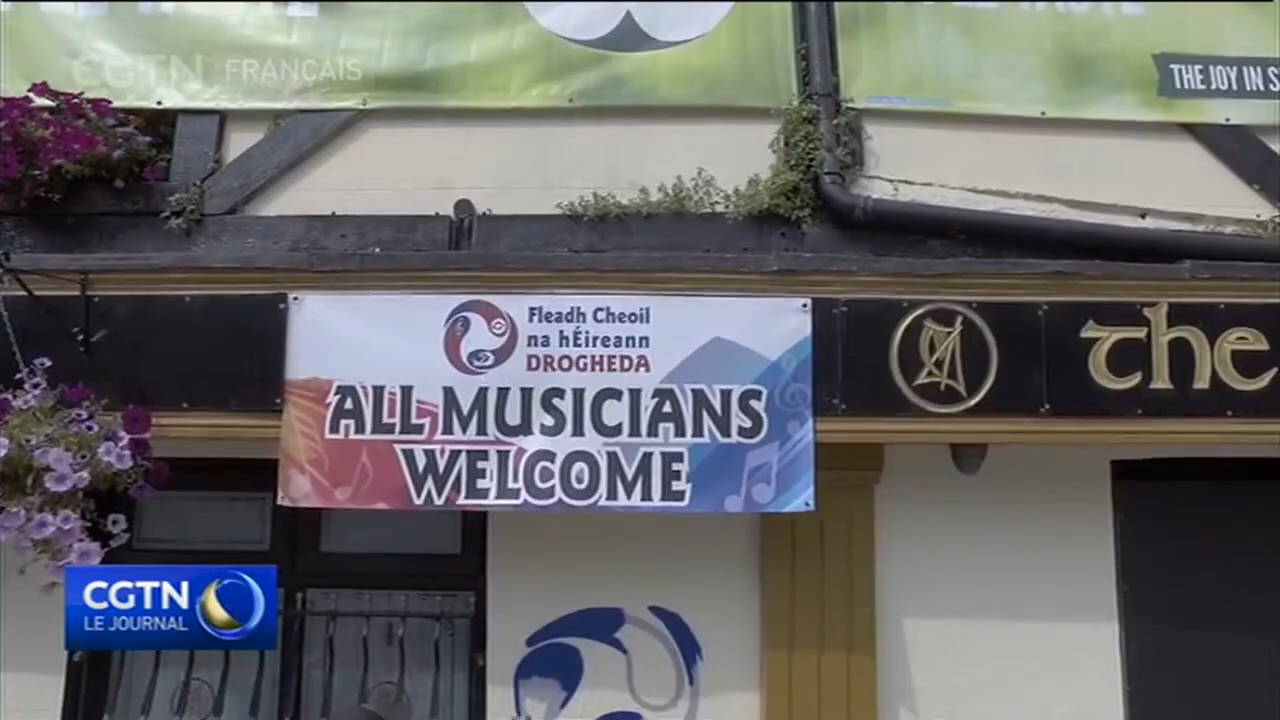 CGTN FRANÇAIS
THE JOY IN S
Fleadh Cheoil
na hÉireann
DROGHEDA
ALL MUSICIANS
WELCOME
The
CGTN
LE JOURNAL